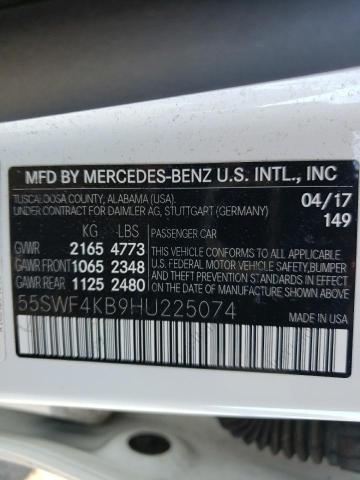 MFD BY MERCEDES-BENZ U.S. INTL., INC
TUSCALOOSA COUNTY, ALABAMA (USA). 04/17
UNDER CONTRACT FOR DAIMLER AG, STUTTGART (GERMANY) 149
KG LBS PASSENGER CAR
GVWR 2165 4773 THIS VEHICLE CONFORMS TO ALL APPLICABLE
GAWR FRONT 1065 2348 U.S. FEDERAL MOTOR VEHICLE SAFETY, BUMPER,
GAWR REAR 1125 2480 AND THEFT PREVENTION STANDARDS IN EFFECT
ON THE DATE OF MANUFACTURE SHOWN ABOVE.
55SWF4KB9HU225074
MADE IN USA